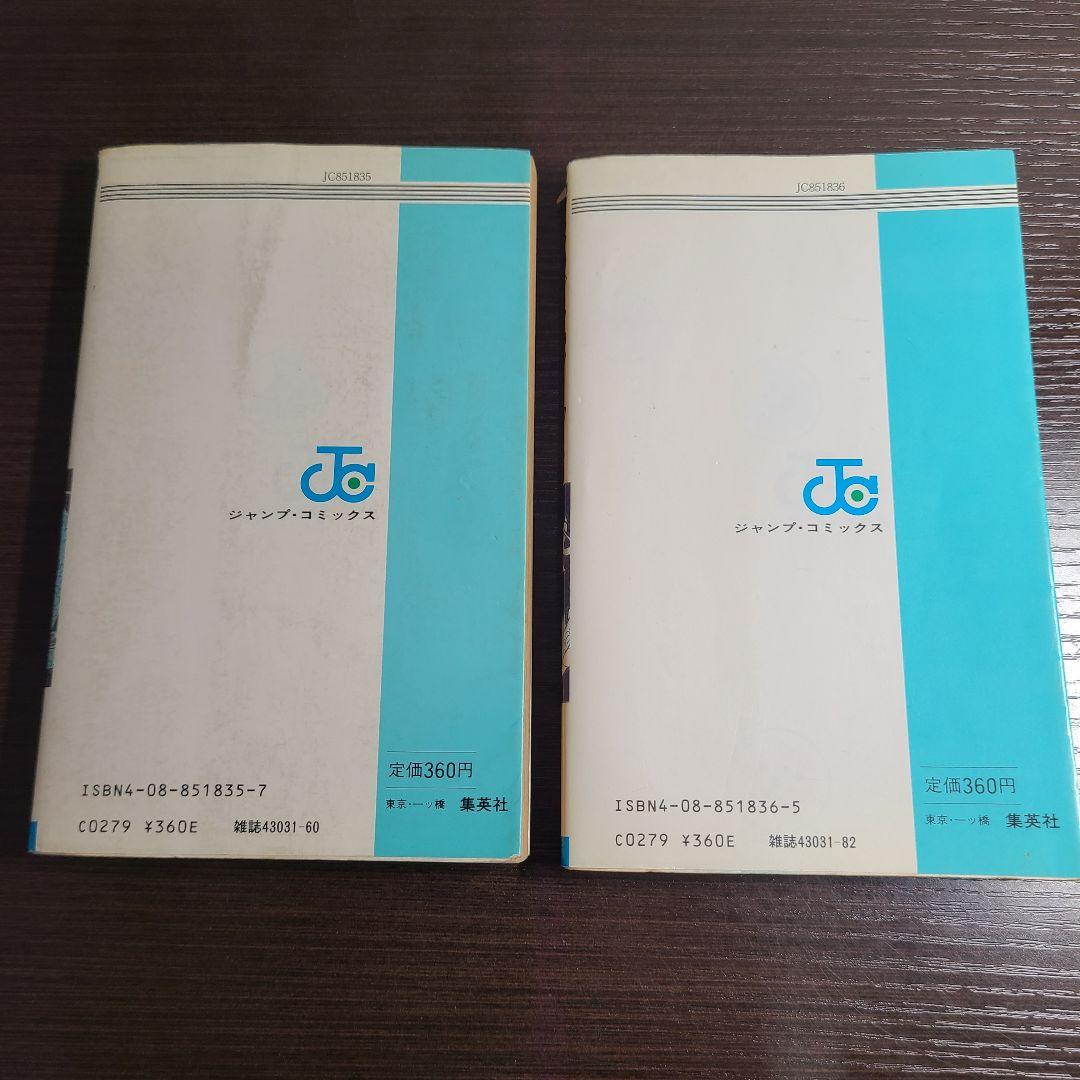 JC851835
JC
ジャンプ・コミックス
定価360円
ISBN4-08-851835-7
東京・一ツ橋 集英社
C0279 ¥360E 雑誌43031-60
JC851836
JC
ジャンプ・コミックス
定価360円
ISBN4-08-851836-5
東京・一ツ橋 集英社
C0279 ¥360E 雑誌43031-82